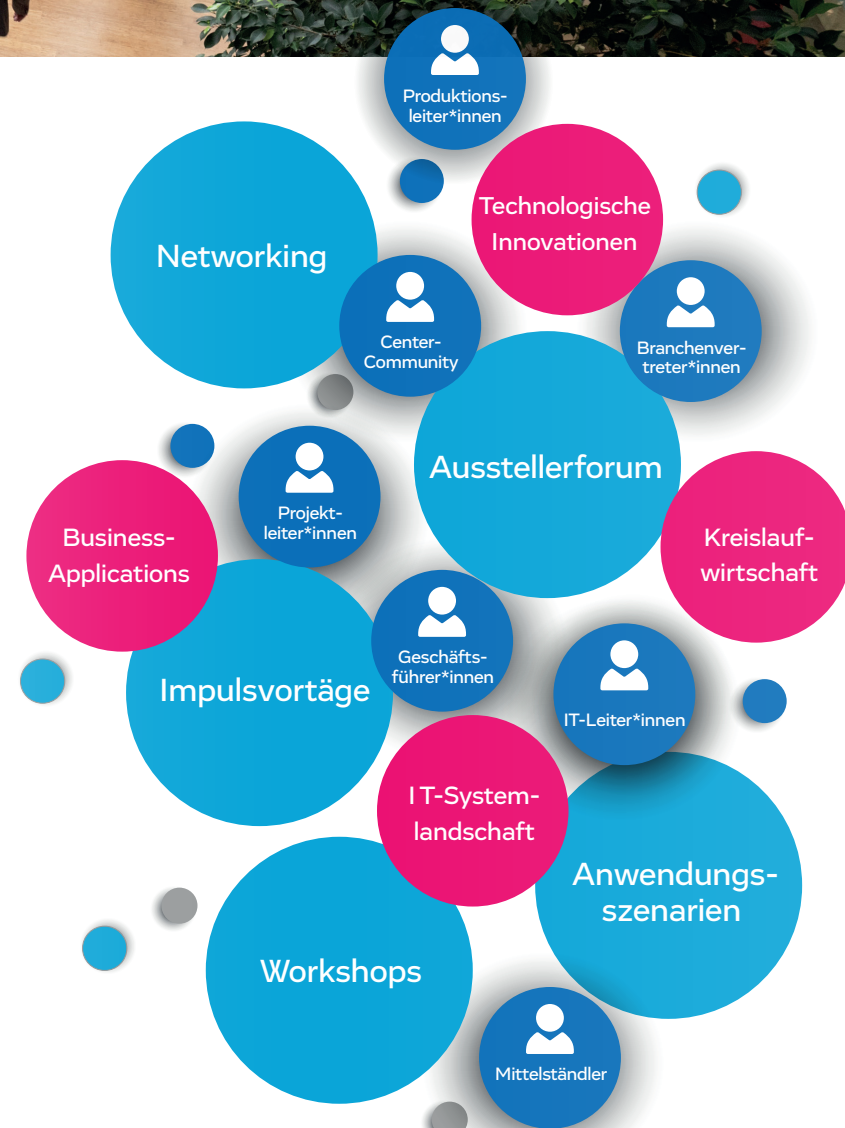 Produktions-
leiter*innen
Technologische
Innovationen
Networking
Center-
Community
Branchenver-
treter*innen
Ausstellerforum
Projekt-
leiter*innen
Business-
Applications
Kreislauf-
wirtschaft
Geschäfts-
führer*innen
Impulsvortäge
IT-Leiter*innen
IT-System-
landschaft
Anwendungs-
szenarien
Workshops
Mittelständler